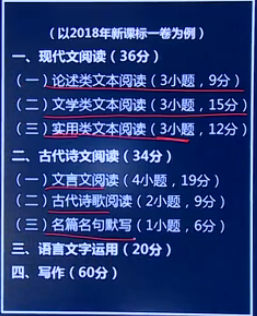 （以2018年新课标一卷为例）
一、现代文阅读（36分）
（一）论述类文本阅读（3小题，9分）
（二）文学类文本阅读（3小题，15分）
（三）实用类文本阅读（3小题，12分）
二、古代诗文阅读（34分）
（一）文言文阅读（4小题，19分）
（二）古代诗歌阅读（2小题，9分）
（三）名篇名句默写（1小题，6分）
三、语言文字运用（20分）
四、写作（60分）